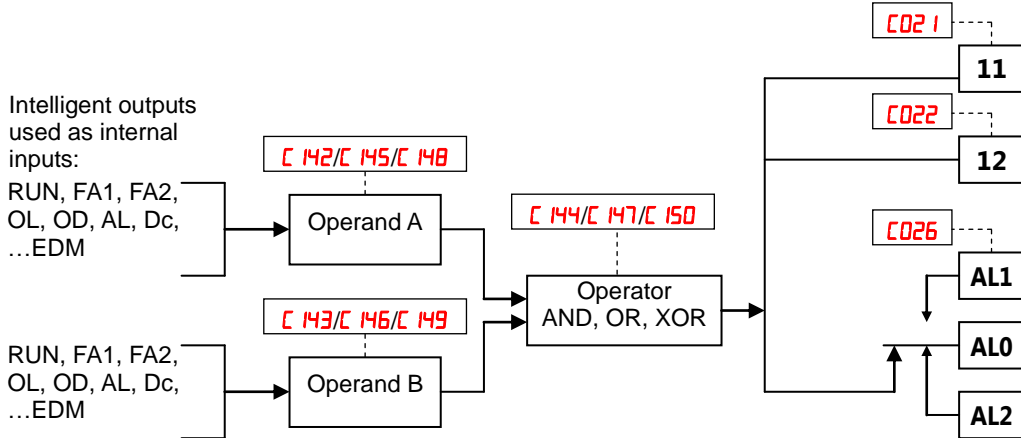 C021
11
Intelligent outputs
used as internal
inputs:
C022
12
C142/C145/C148
RUN, FA1, FA2,
OL, OD, AL, Dc,
…EDM
Operand A
C144/C147/C150
C026
AL1
Operator
AND, OR, XOR
C143/C146/C149
AL0
RUN, FA1, FA2,
OL, OD, AL, Dc,
…EDM
Operand B
AL2